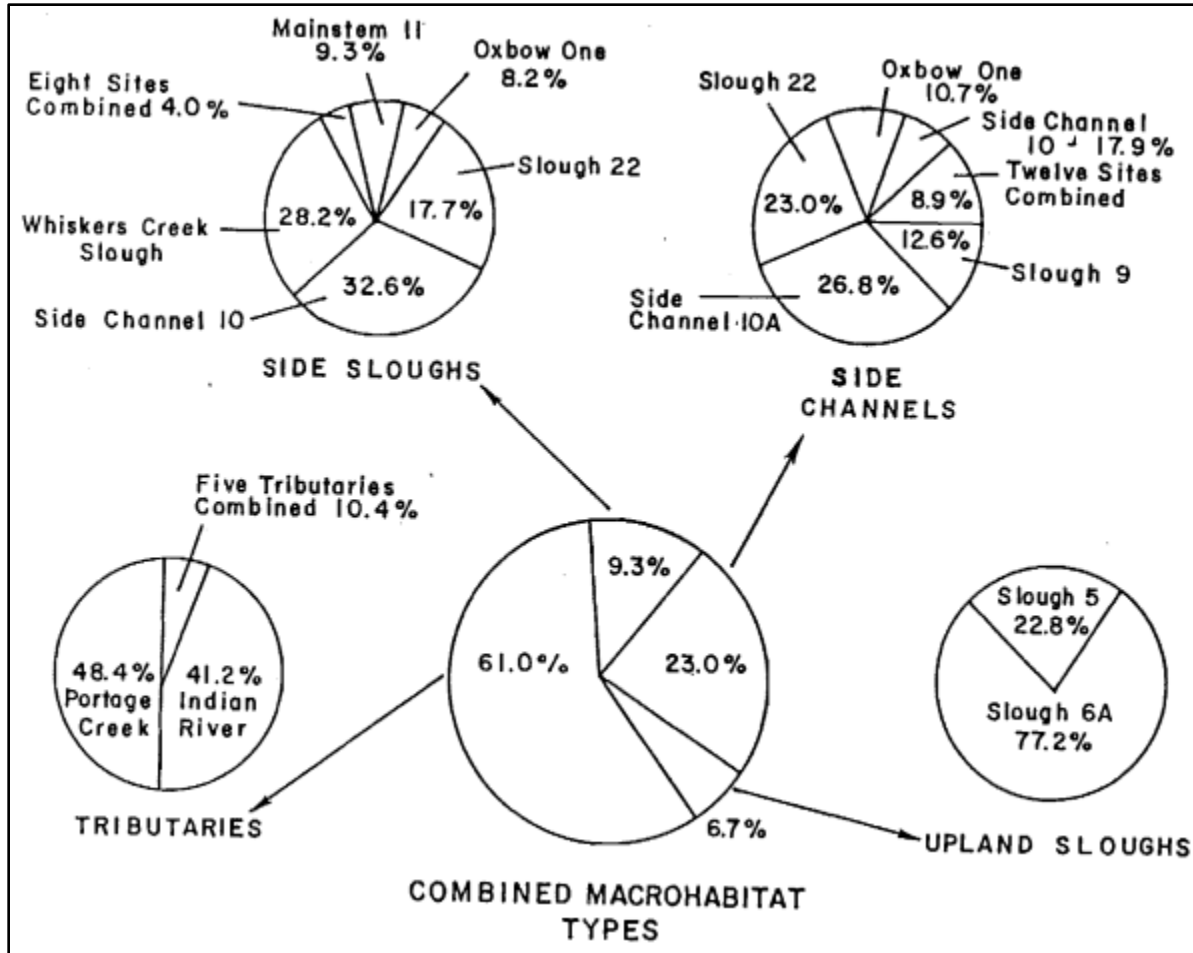 Mainstem 11
9.3%
Oxbow One
8.2%
Eight Sites
Combined 4.0%
Slough 22
17.7%
Whiskers Creek
Slough
28.2%
Side Channel 10
32.6%
SIDE SLOUGHS
Slough 22
23.0%
Oxbow One
10.7%
Side Channel
10 - 17.9%
Twelve Sites
Combined
8.9%
12.6%
Slough 9
Side
Channel 10A
26.8%
SIDE
CHANNELS
Five Tributaries
Combined 10.4%
48.4%
Portage
Creek
41.2%
Indian
River
TRIBUTARIES
61.0%
9.3%
23.0%
6.7%
COMBINED MACROHABITAT
TYPES
Slough 5
22.8%
Slough 6A
77.2%
UPLAND SLOUGHS